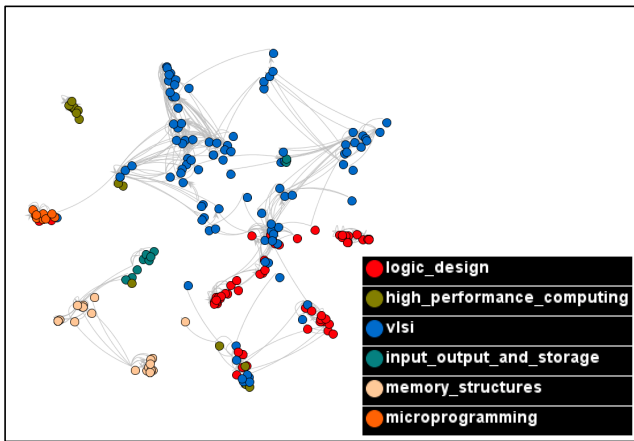 logic_design
high_performance_computing
vlsi
input_output_and_storage
memory_structures
microprogramming